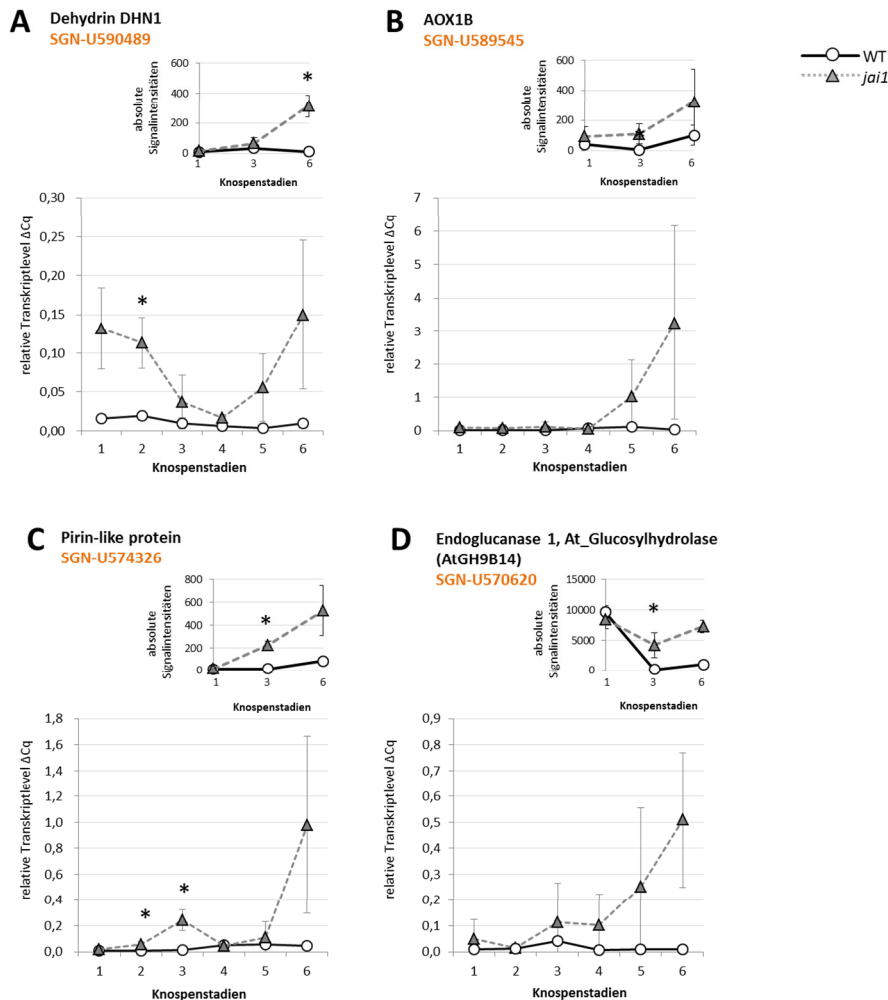 A
Dehydrin DHN1
SGN-U590489
absolute
Signalintensitäten
600
400
200
0
*
1 3 6
Knospenstadien
relative Transkriptlevel ΔCq
0,30
0,25
0,20
0,15
0,10
0,05
0,00
*
1 2 3 4 5 6
Knospenstadien
B
AOX1B
SGN-U589545
absolute
Signalintensitäten
600
400
200
0
*
1 3 6
Knospenstadien
relative Transkriptlevel ΔCq
7
6
5
4
3
2
1
0
1 2 3 4 5 6
Knospenstadien
WT
jai1
C
Pirin-like protein
SGN-U574326
absolute
Signalintensitäten
800
600
400
200
0
*
1 3 6
Knospenstadien
relative Transkriptlevel ΔCq
1,8
1,6
1,4
1,2
1,0
0,8
0,6
0,4
0,2
0,0
* *
1 2 3 4 5 6
Knospenstadien
D
Endoglucanase 1, At_Glucosylhydrolase
(AtGH9B14)
SGN-U570620
absolute
Signalintensitäten
15000
10000
5000
0
*
1 3 6
Knospenstadien
relative Transkriptlevel ΔCq
0,9
0,8
0,7
0,6
0,5
0,4
0,3
0,2
0,1
0,0
1 2 3 4 5 6
Knospenstadien